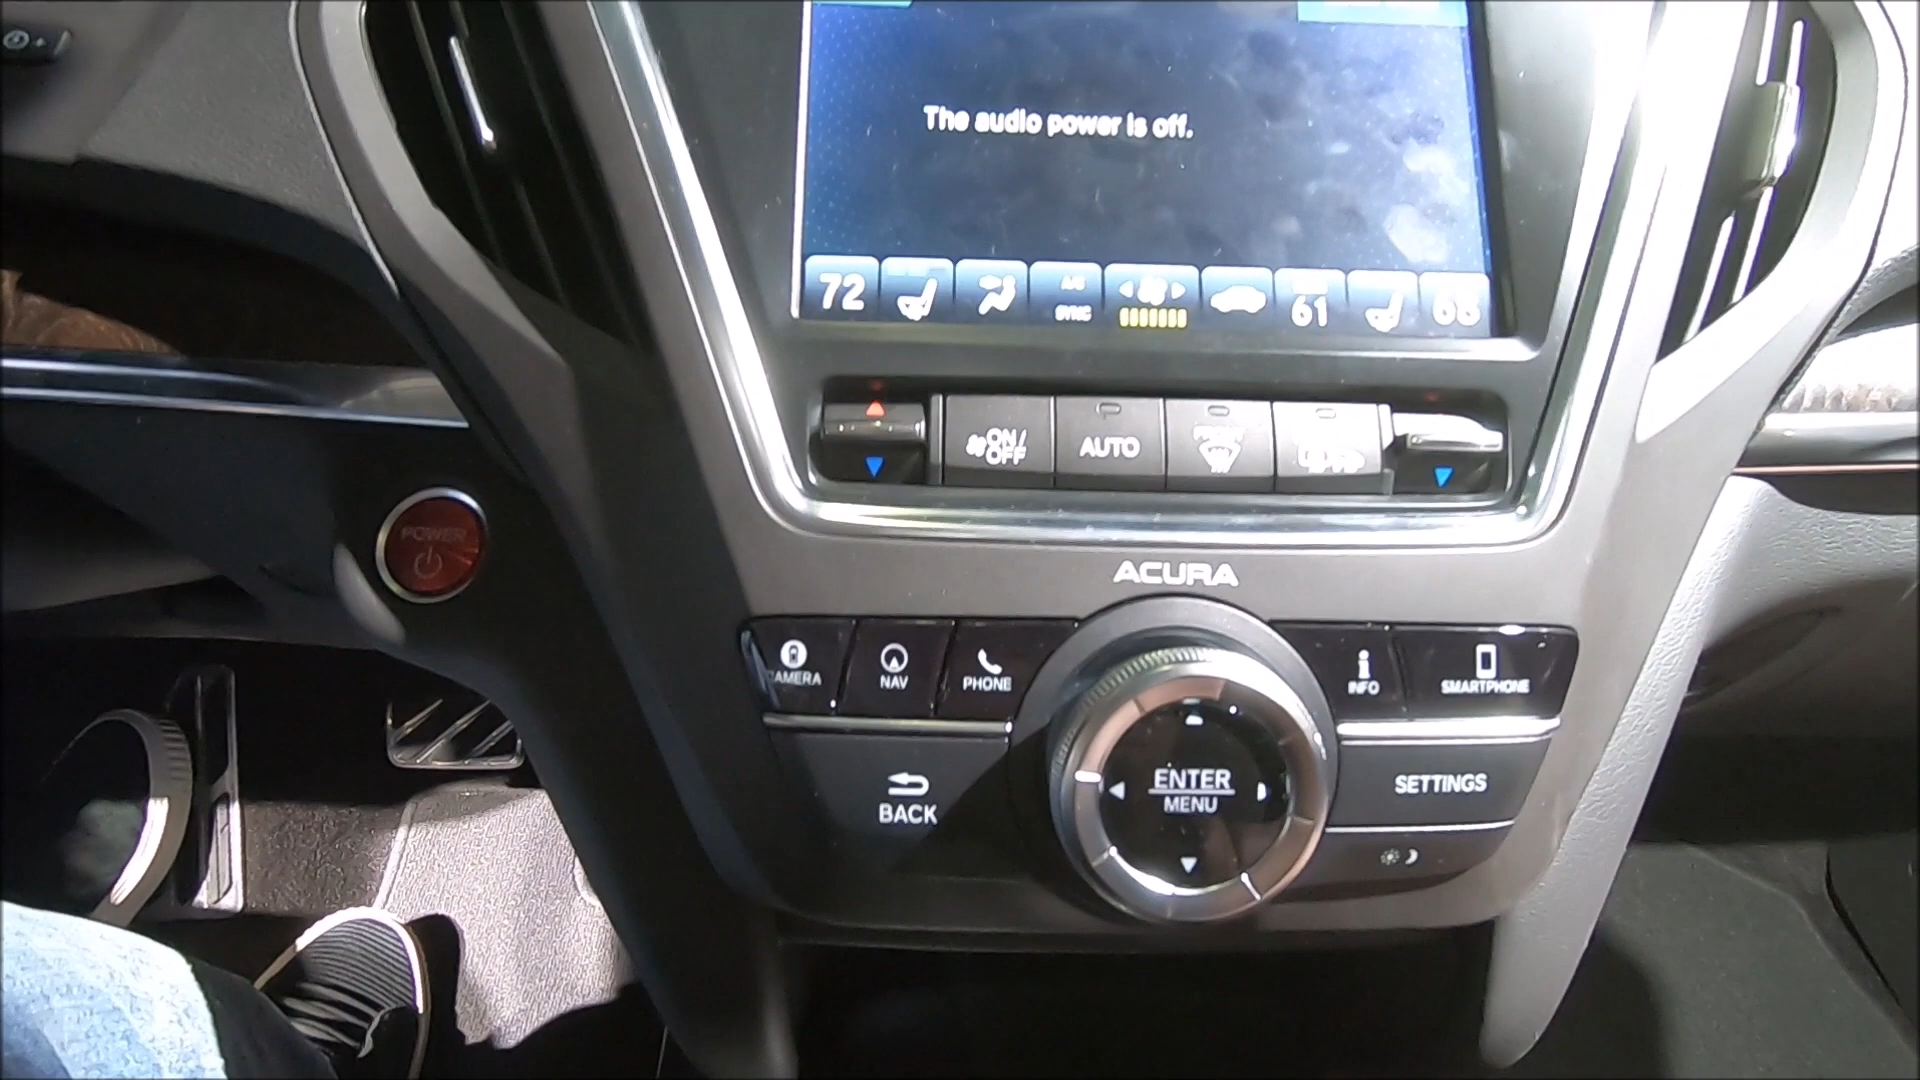 The audio power is off.
72
A/C
SYNC
61
68
ON/
OFF
AUTO
POWER
ACURA
CAMERA
NAV
PHONE
INFO
SMARTPHONE
BACK
ENTER
MENU
SETTINGS